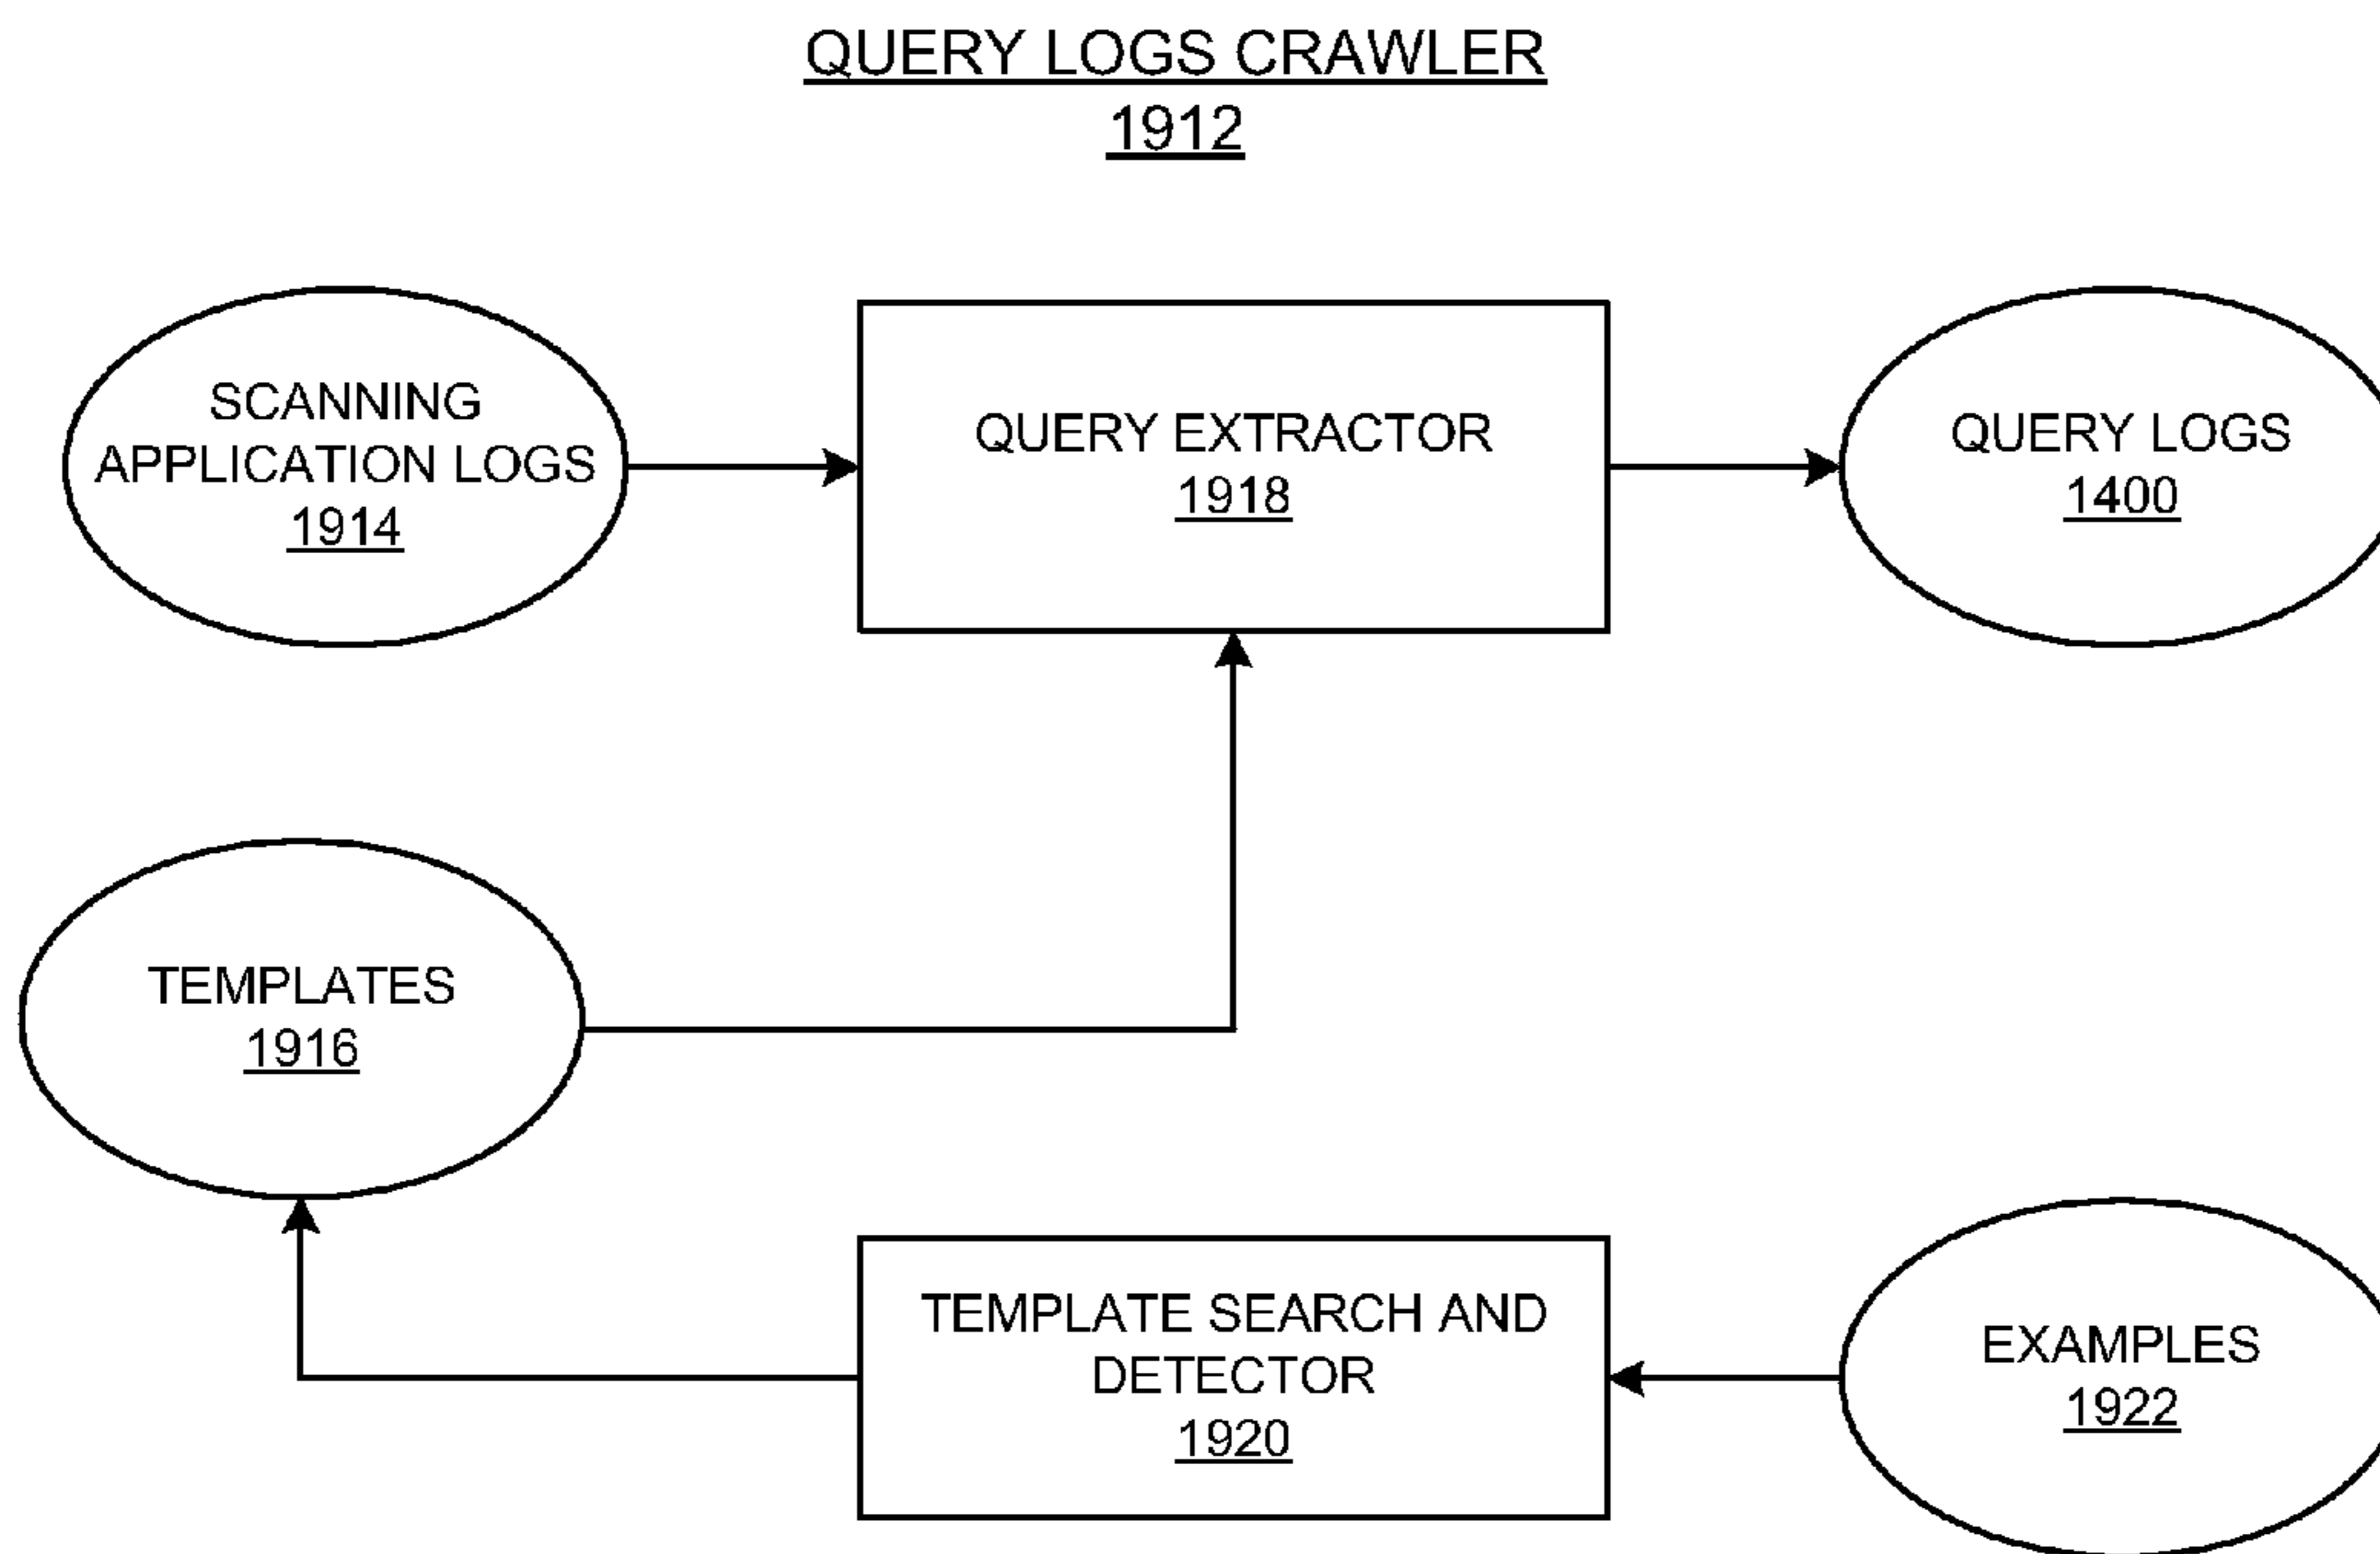 QUERY LOGS CRAWLER
1912
SCANNING
APPLICATION LOGS
1914
QUERY EXTRACTOR
1918
QUERY LOGS
1400
TEMPLATES
1916
TEMPLATE SEARCH AND
DETECTOR
1920
EXAMPLES
1922